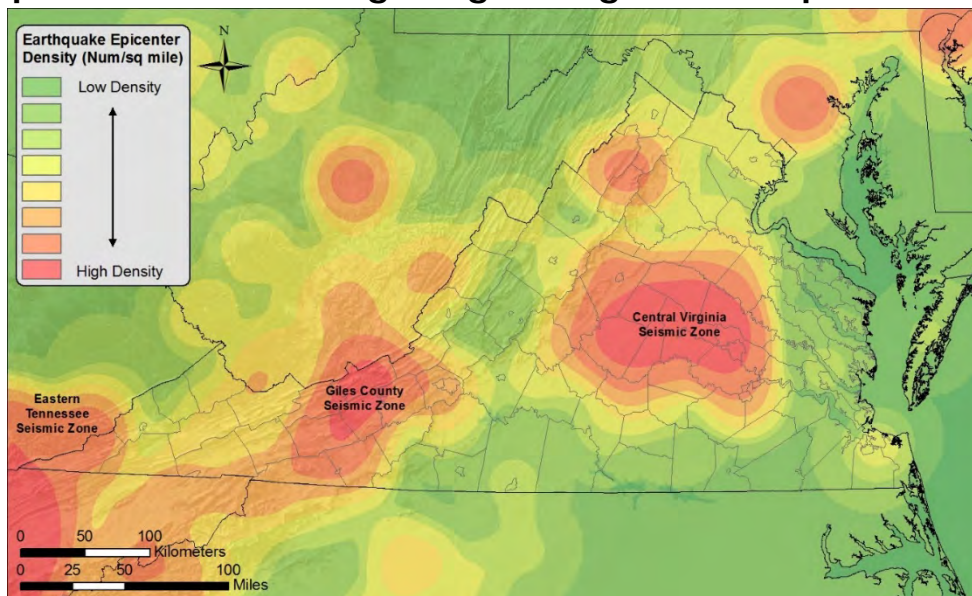 Earthquake Epicenter
Density (Num/sq mile)
Low Density
High Density
N
Central Virginia
Seismic Zone
Giles County
Seismic Zone
Eastern
Tennessee
Seismic Zone
0 50 100
Kilometers
0 25 50 100
Miles